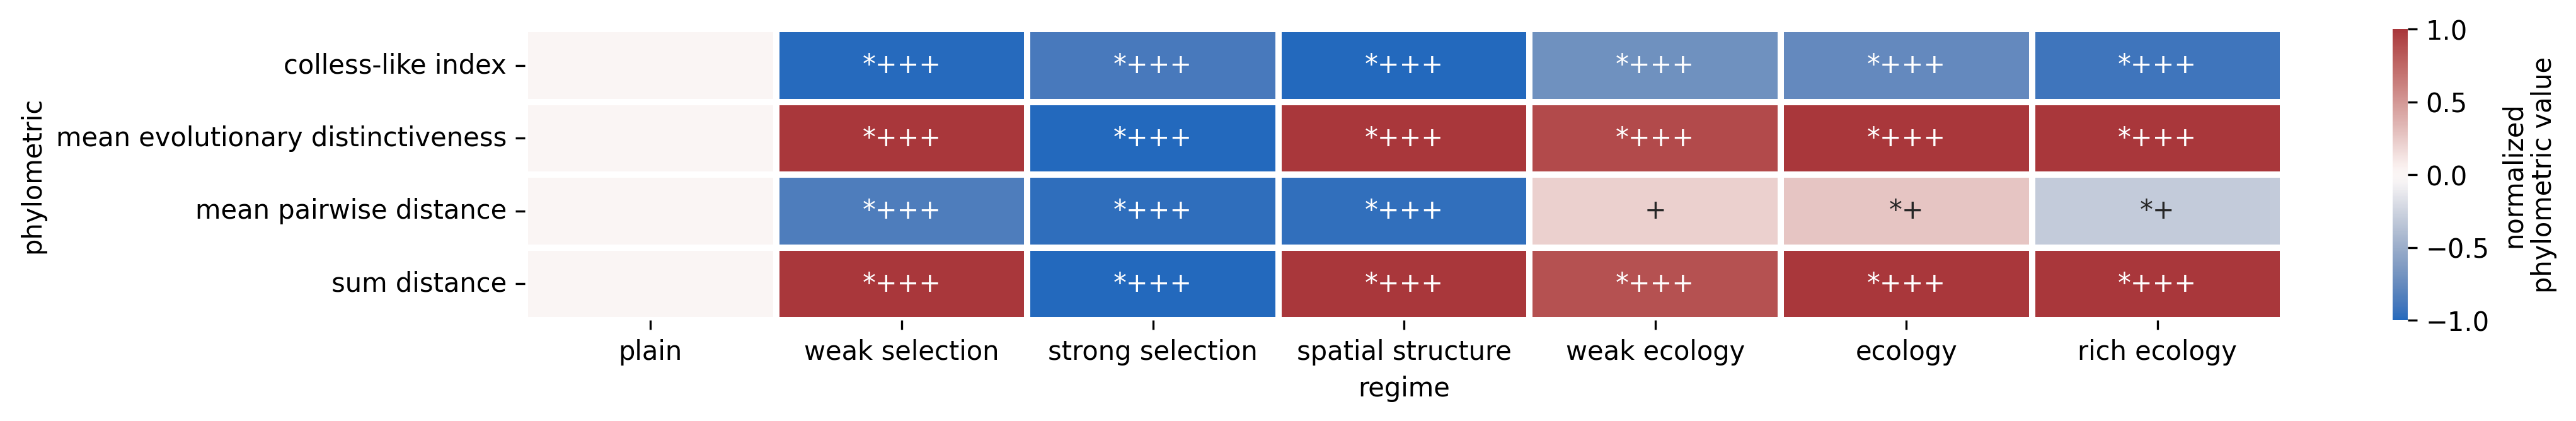 phylometric
colless-like index
*+++ *+++ *+++ *+++ *+++ *+++
mean evolutionary distinctiveness
*+++ *+++ *+++ *+++ *+++ *+++
mean pairwise distance
*+++ *+++ *+++ + *+ *+
sum distance
*+++ *+++ *+++ *+++ *+++ *+++
plain weak selection strong selection spatial structure weak ecology ecology rich ecology
regime
1.0
0.5
0.0
−0.5
−1.0
normalized
phylometric value